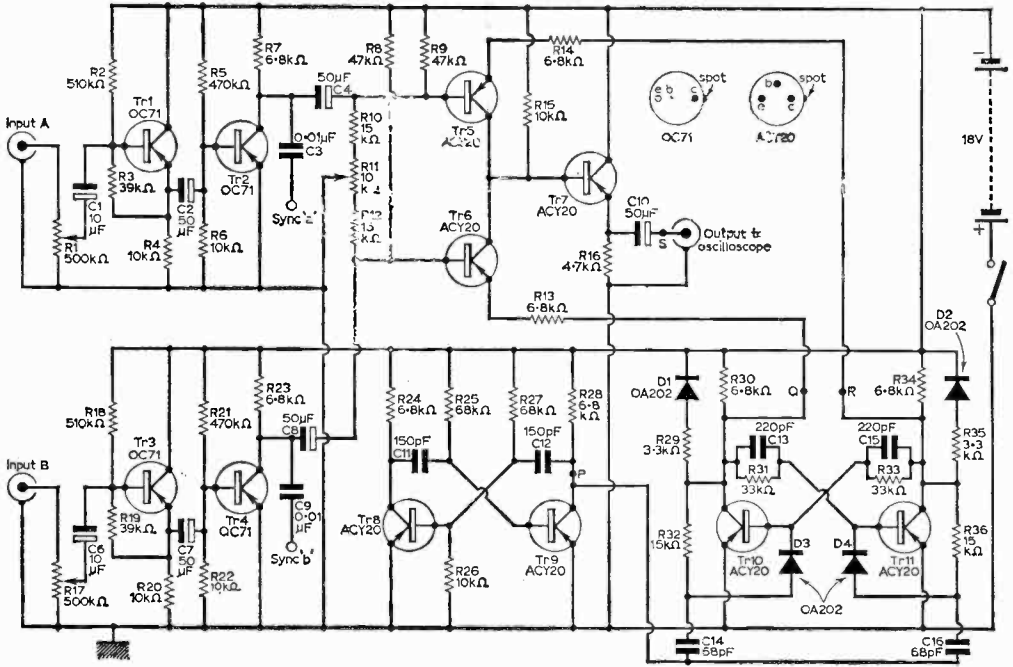 Input A
R2
510kΩ
Tr1
OC71
R3
39kΩ
C1
10
μF
R1
500kΩ
R4
10kΩ
C2
50
μF
R5
470kΩ
R6
10kΩ
Tr2
OC71
R7
6·8kΩ
50μF
C4
0·01μF
C3
Sync 'a'
R8
47kΩ
R9
47kΩ
R10
15
kΩ
R11
10
R12
15
kΩ
Tr5
ACY20
Tr6
ACY20
R14
6·8kΩ
R15
10kΩ
Tr7
ACY20
R13
6·8kΩ
C10
50μF
S
Output to
oscilloscope
R16
4·7kΩ
e b
c
spot
OC71
b
e
c
spot
ACY20
−
18V
+
D2
OA202
Input B
R18
510kΩ
Tr3
OC71
R19
39kΩ
C6
10
μF
R17
500kΩ
R20
10kΩ
C7
50
μF
R21
470kΩ
R22
10kΩ
Tr4
OC71
R23
6·8kΩ
50μF
C8
C9
0·01
μF
Sync 'b'
R24
6·8kΩ
R25
68kΩ
R27
68kΩ
R28
6·8
kΩ
150pF
C11
150pF
C12
P
Tr8
ACY20
R26
10kΩ
Tr9
ACY20
D1
OA202
R29
3·3kΩ
R30
6·8kΩ
Q
R
R34
6·8kΩ
220pF
C13
R31
33kΩ
220pF
C15
R33
33kΩ
R35
3·3
kΩ
R32
15kΩ
Tr10
ACY20
D3
D4
OA202
Tr11
ACY20
R36
15
kΩ
C14
68pF
C16
68pF